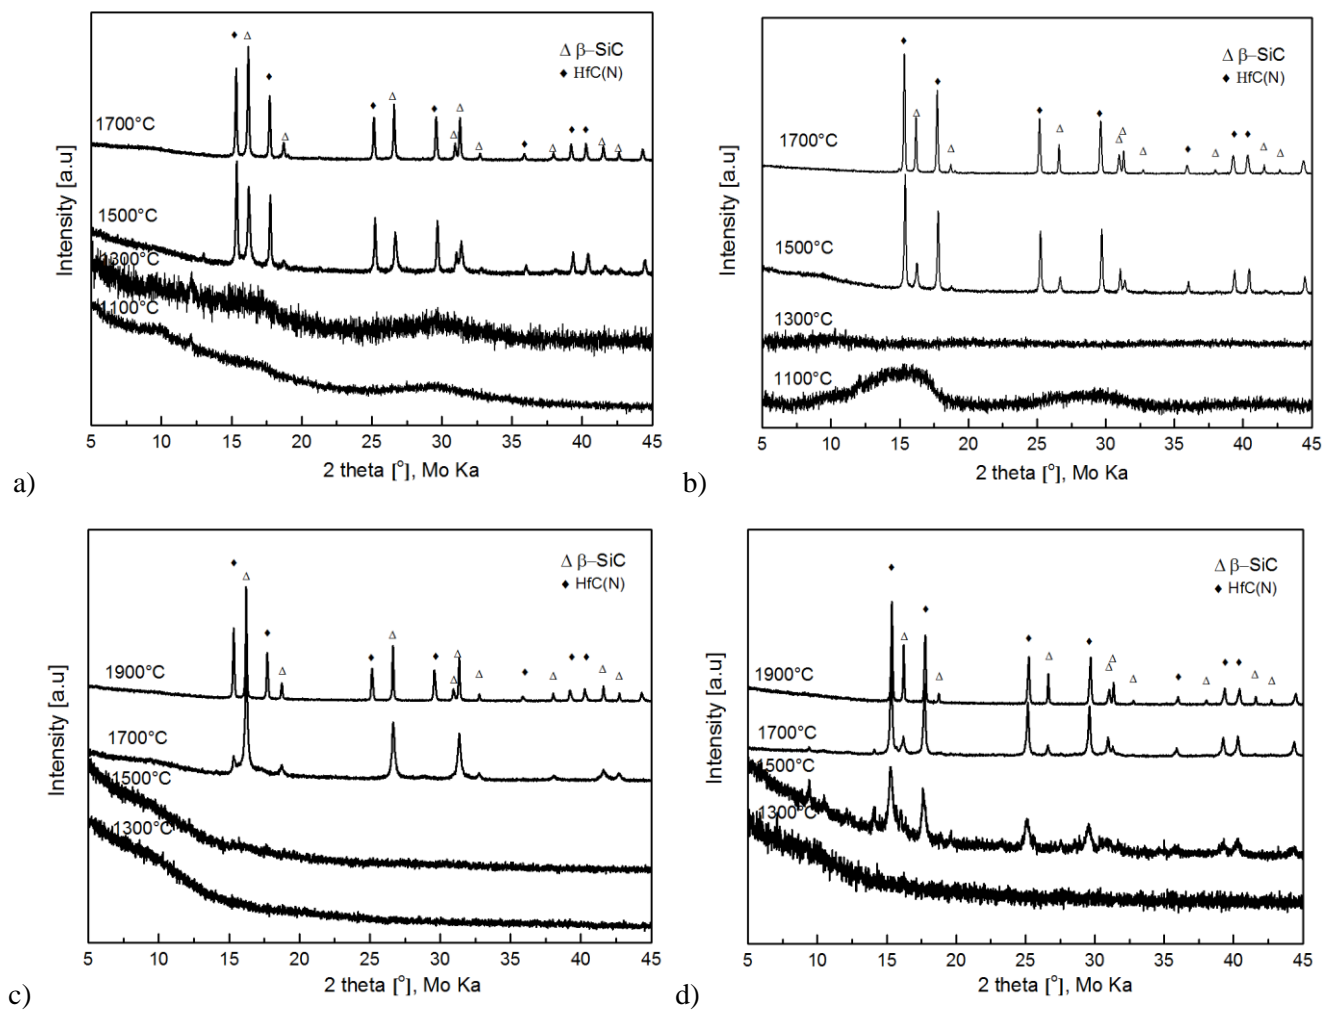 Δ β–SiC
♦ HfC(N)
1700°C
1500°C
1300°C
1100°C
Intensity [a.u]
5 10 15 20 25 30 35 40 45
2 theta [°], Mo Ka
a)
Δ β–SiC
♦ HfC(N)
1700°C
1500°C
1300°C
1100°C
Intensity [a.u]
5 10 15 20 25 30 35 40 45
2 theta [°], Mo Ka
b)
Δ β–SiC
♦ HfC(N)
1900°C
1700°C
1500°C
1300°C
Intensity [a.u]
5 10 15 20 25 30 35 40 45
2 theta [°], Mo Ka
c)
Δ β–SiC
♦ HfC(N)
1900°C
1700°C
1500°C
1300°C
Intensity [a.u]
5 10 15 20 25 30 35 40 45
2 theta [°], Mo Ka
d)